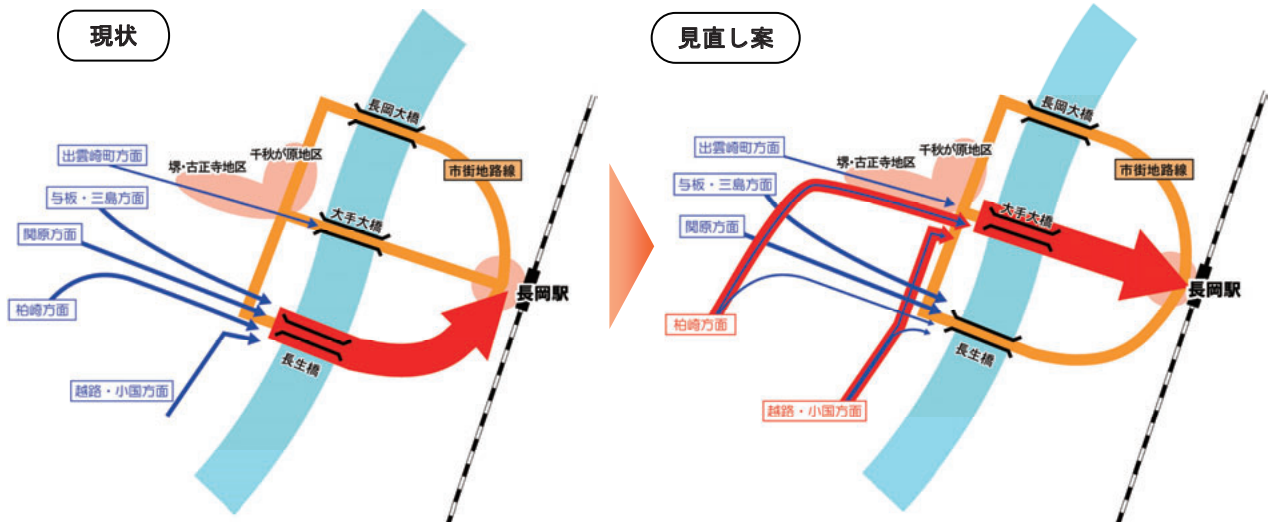 現状
長岡大橋
千秋が原地区
出雲崎町方面
堺・古正寺地区
市街地路線
与板・三島方面
大手大橋
関原方面
長岡駅
柏崎方面
長生橋
越路・小国方面
見直し案
長岡大橋
千秋が原地区
出雲崎町方面
堺・古正寺地区
市街地路線
与板・三島方面
大手大橋
関原方面
長岡駅
柏崎方面
長生橋
越路・小国方面